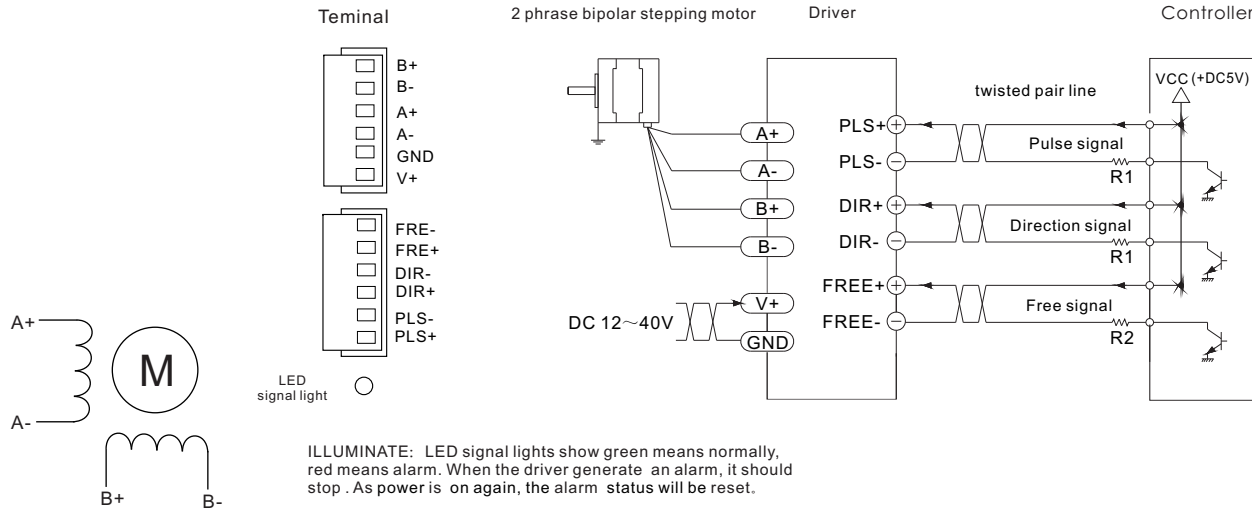 Teminal
2 phrase bipolar stepping motor
Driver
Controller
B+
B-
A+
A-
GND
V+
FRE-
FRE+
DIR-
DIR+
PLS-
PLS+
LED
signal light
A+
A-
M
B+
B-
A+
A-
B+
B-
DC 12～40V
V+
GND
PLS+
PLS-
DIR+
DIR-
FREE+
FREE-
twisted pair line
Pulse signal
R1
Direction signal
R1
Free signal
R2
VCC (+DC5V)
ILLUMINATE: LED signal lights show green means normally,
red means alarm. When the driver generate an alarm, it should
stop . As power is on again, the alarm status will be reset。